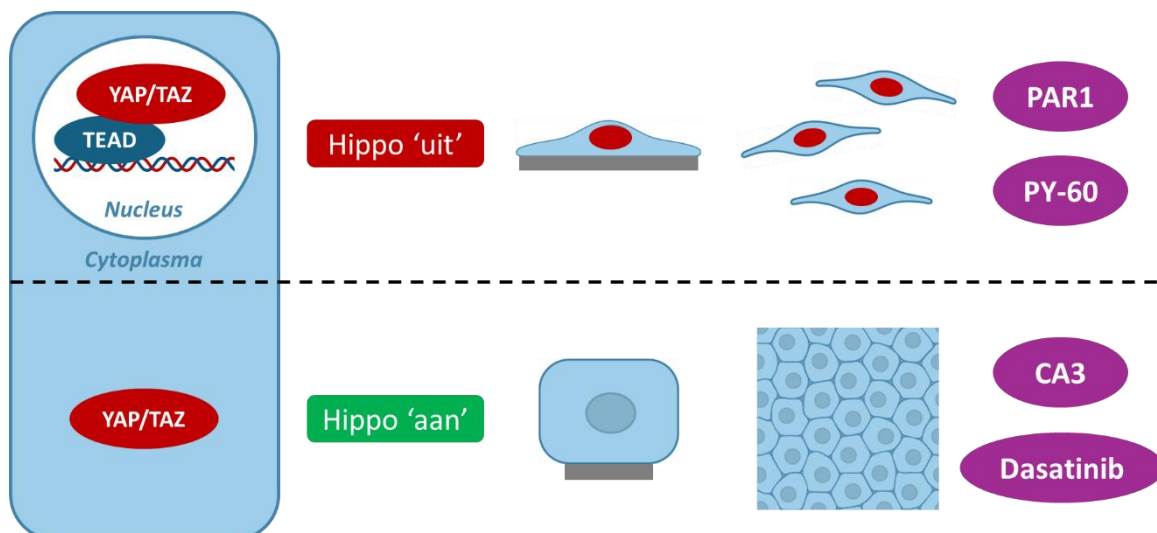 YAP/TAZ
TEAD
Nucleus
Cytoplasma
Hippo ‘uit’
PAR1
PY-60
YAP/TAZ
Hippo ‘aan’
CA3
Dasatinib